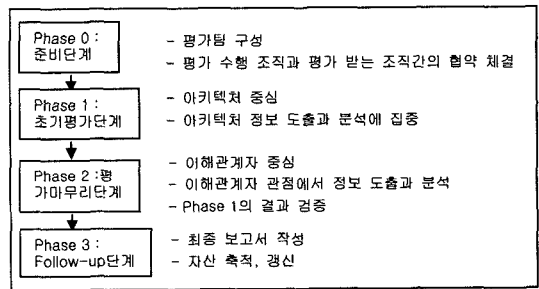 Phase 0 :
준비단계
- 평가팀 구성
- 평가 수행 조직과 평가 받는 조직간의 협약 체결
Phase 1 :
초기평가단계
- 아키텍처 중심
- 아키텍처 정보 도출과 분석에 집중
Phase 2 :평
가마무리단계
- 이해관계자 중심
- 이해관계자 관점에서 정보 도출과 분석
- Phase 1의 결과 검증
Phase 3 :
Follow-up단계
- 최종 보고서 작성
- 자산 축적, 갱신